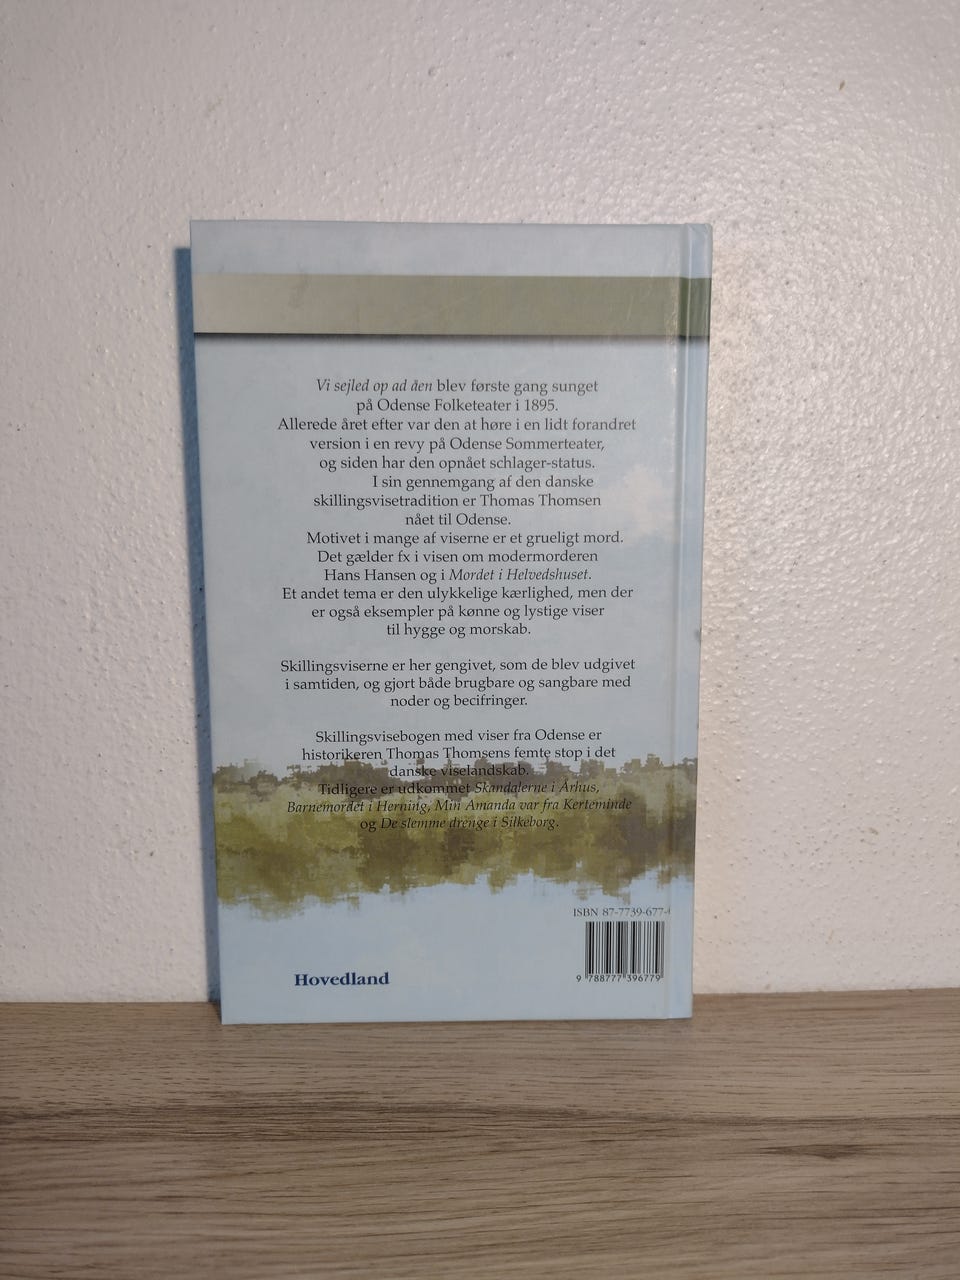 Vi sejled op ad åen blev første gang sunget
på Odense Folketeater i 1895.
Allerede året efter var den at høre i en lidt forandret
version i en revy på Odense Sommerteater,
og siden har den opnået schlager-status.
I sin gennemgang af den danske
skillingsvisetradition er Thomas Thomsen
nået til Odense.
Motivet i mange af viserne er et grueligt mord.
Det gælder fx i visen om modermorderen
Hans Hansen og i Mordet i Helvedshuset.
Et andet tema er den ulykkelige kærlighed, men der
er også eksempler på kønne og lystige viser
til hygge og morskab.
Skillingsviserne er her gengivet, som de blev udgivet
i samtiden, og gjort både brugbare og sangbare med
noder og becifringer.
Skillingsvisebogen med viser fra Odense er
historikeren Thomas Thomsens femte stop i det
danske viselandskab.
Tidligere er udkommet Skandalerne i Århus,
Barnemordet i Herning, Min Amanda var fra Kerteminde
og De slemme drenge i Silkeborg.
ISBN 87-7739-677-
9 788777 396779
Hovedland